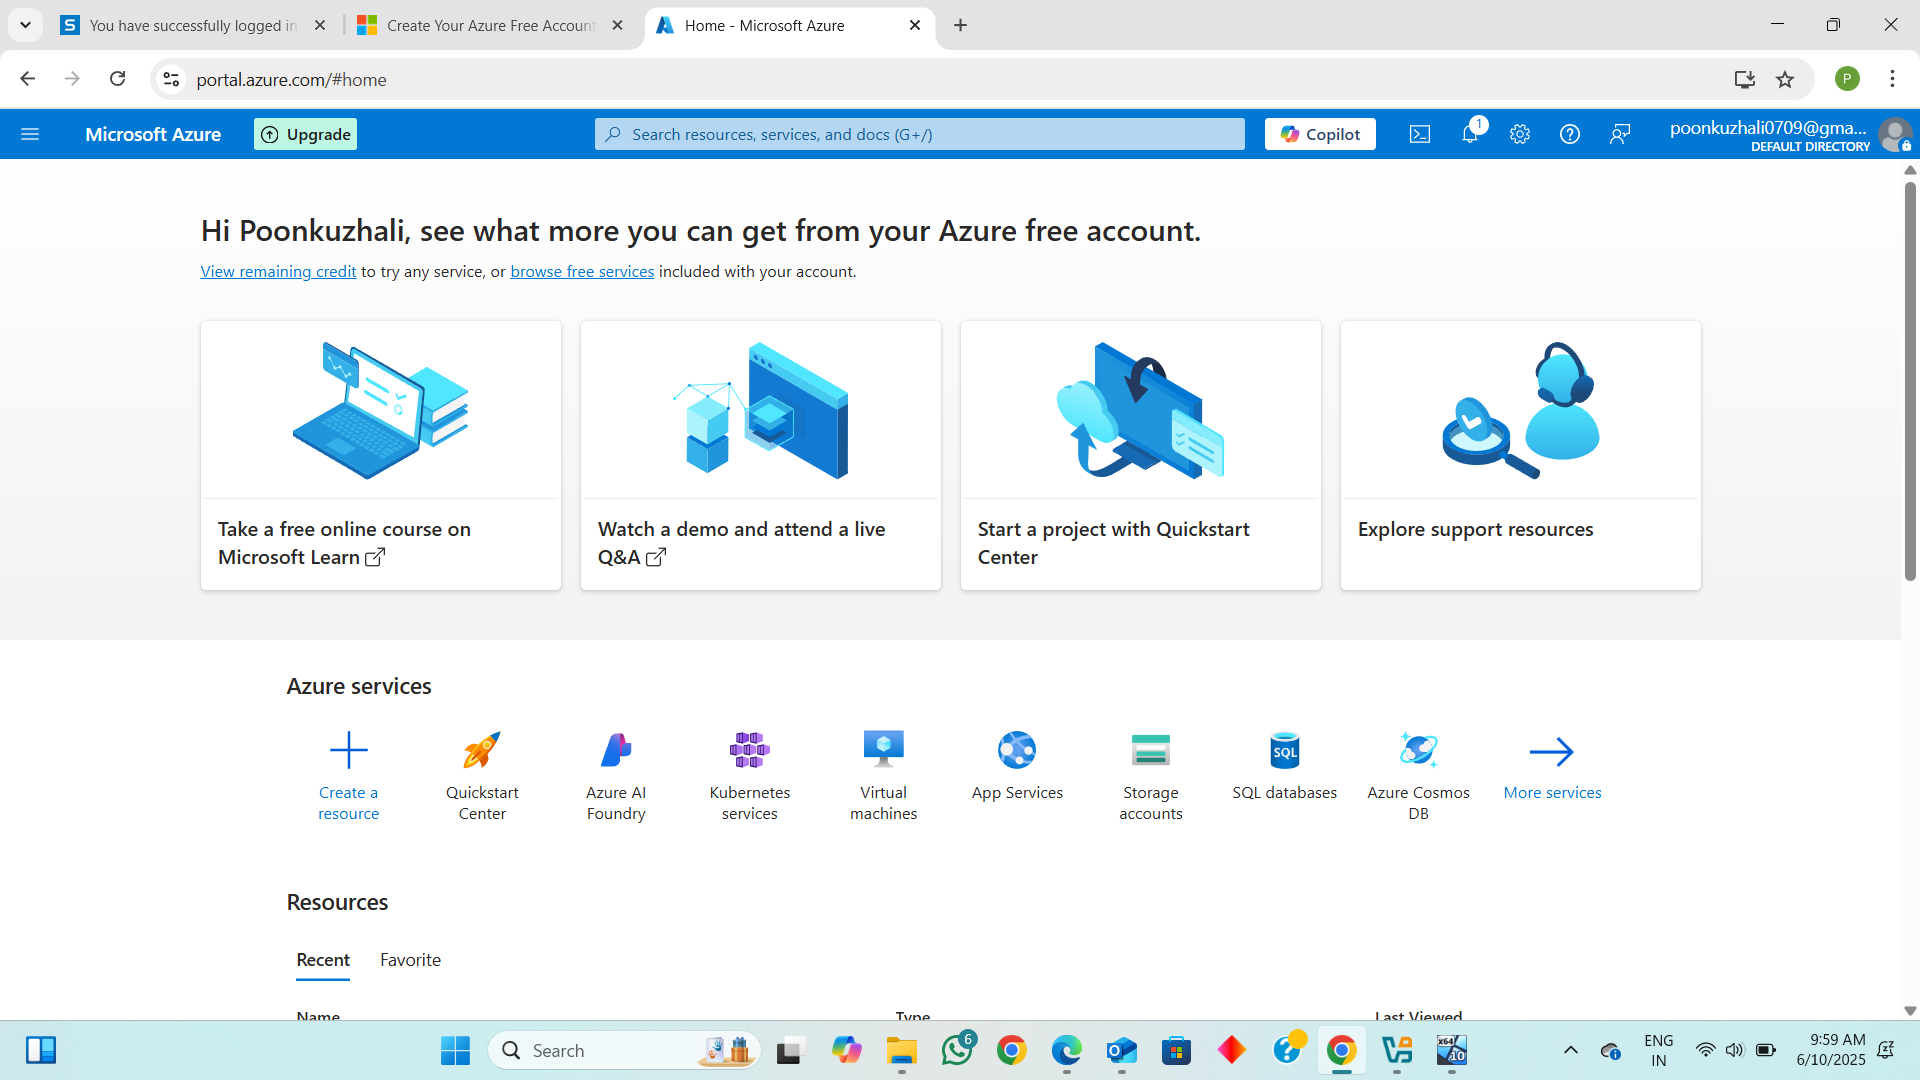 You have successfully logged in
Create Your Azure Free Account
Home - Microsoft Azure
portal.azure.com/#home
P
Microsoft Azure
Upgrade
Search resources, services, and docs (G+/)
Copilot
1
poonkuzhali0709@gma...
DEFAULT DIRECTORY
Hi Poonkuzhali, see what more you can get from your Azure free account.
View remaining credit to try any service, or browse free services included with your account.
Take a free online course on
Microsoft Learn
Watch a demo and attend a live
Q&A
Start a project with Quickstart
Center
Explore support resources
Azure services
SQL
Create a
resource
Quickstart
Center
Azure AI
Foundry
Kubernetes
services
Virtual
machines
App Services
Storage
accounts
SQL databases
Azure Cosmos
DB
More services
Resources
Recent
Favorite
Name
Type
Last Viewed
Search
6
x64
10
ENG
IN
9:59 AM
6/10/2025